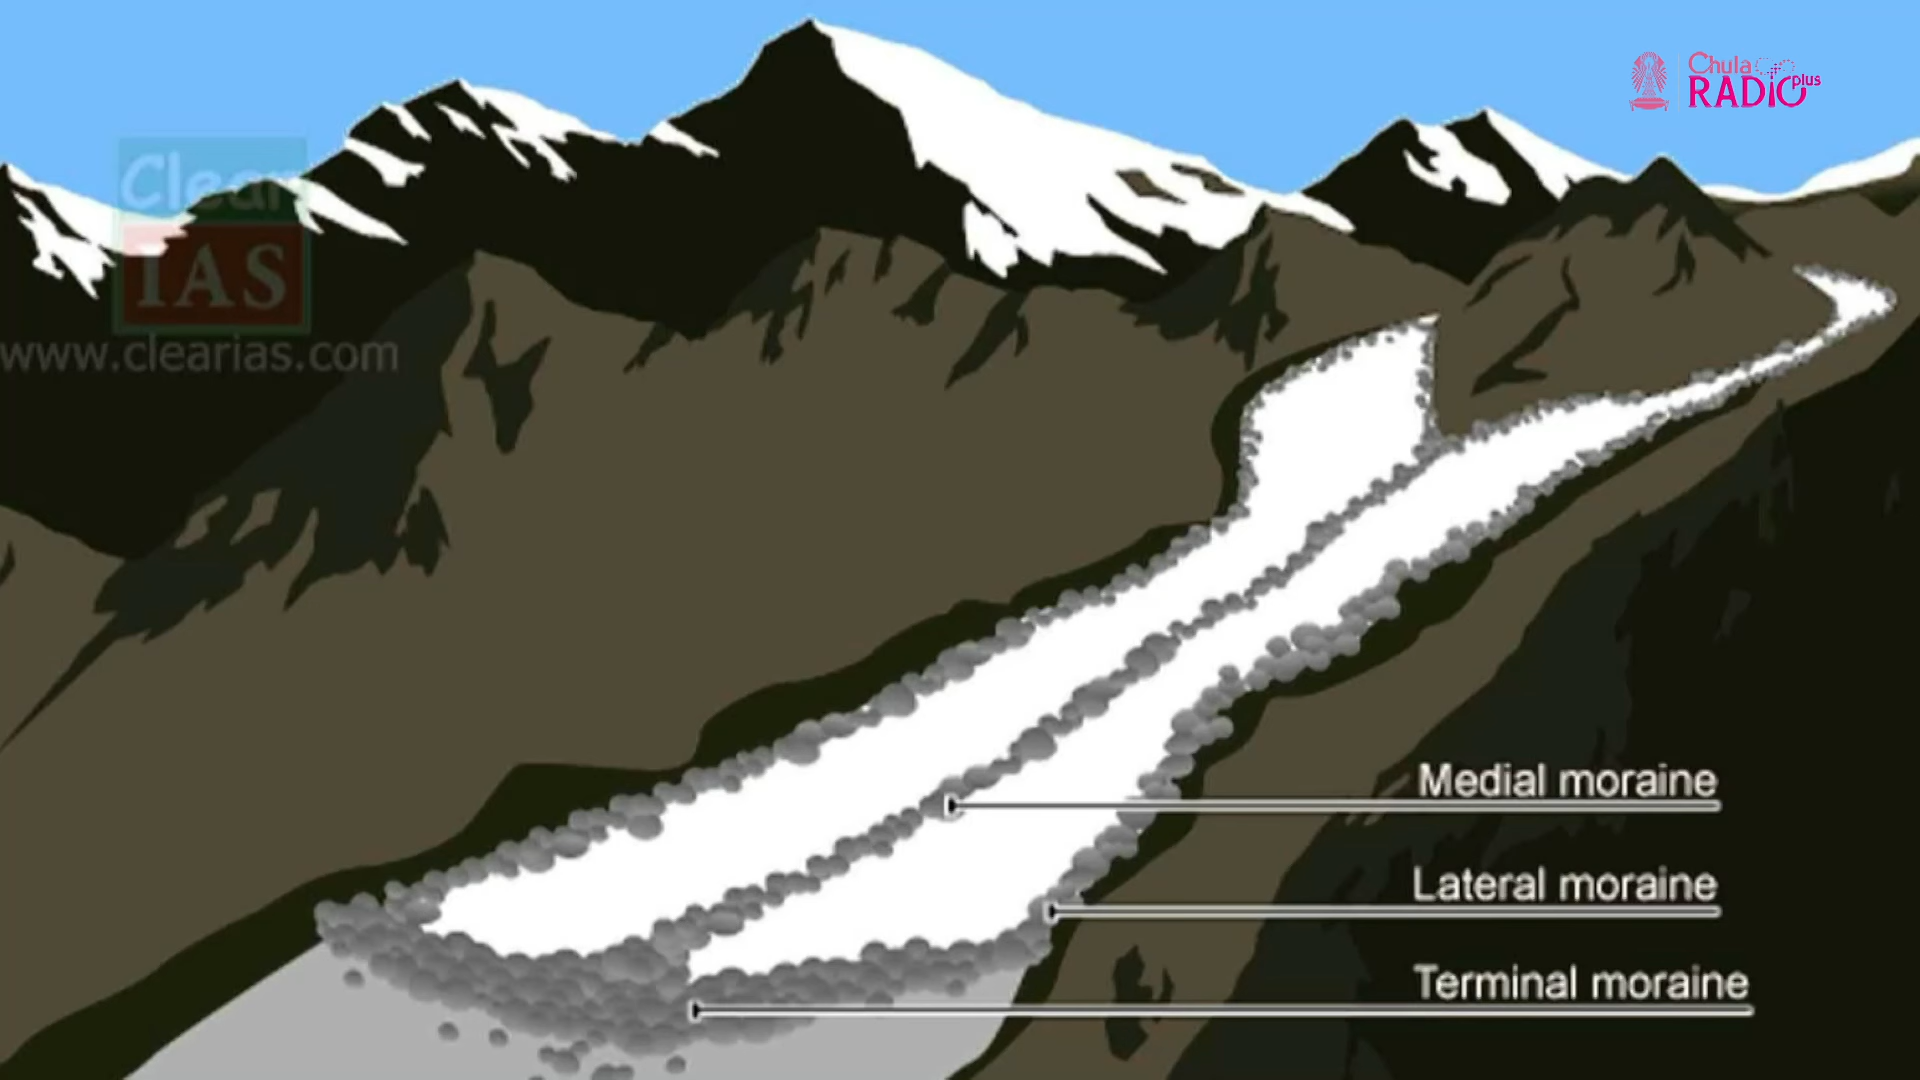 Chula
RADIO plus
Clear
IAS
www.clearias.com
Medial moraine
Lateral moraine
Terminal moraine